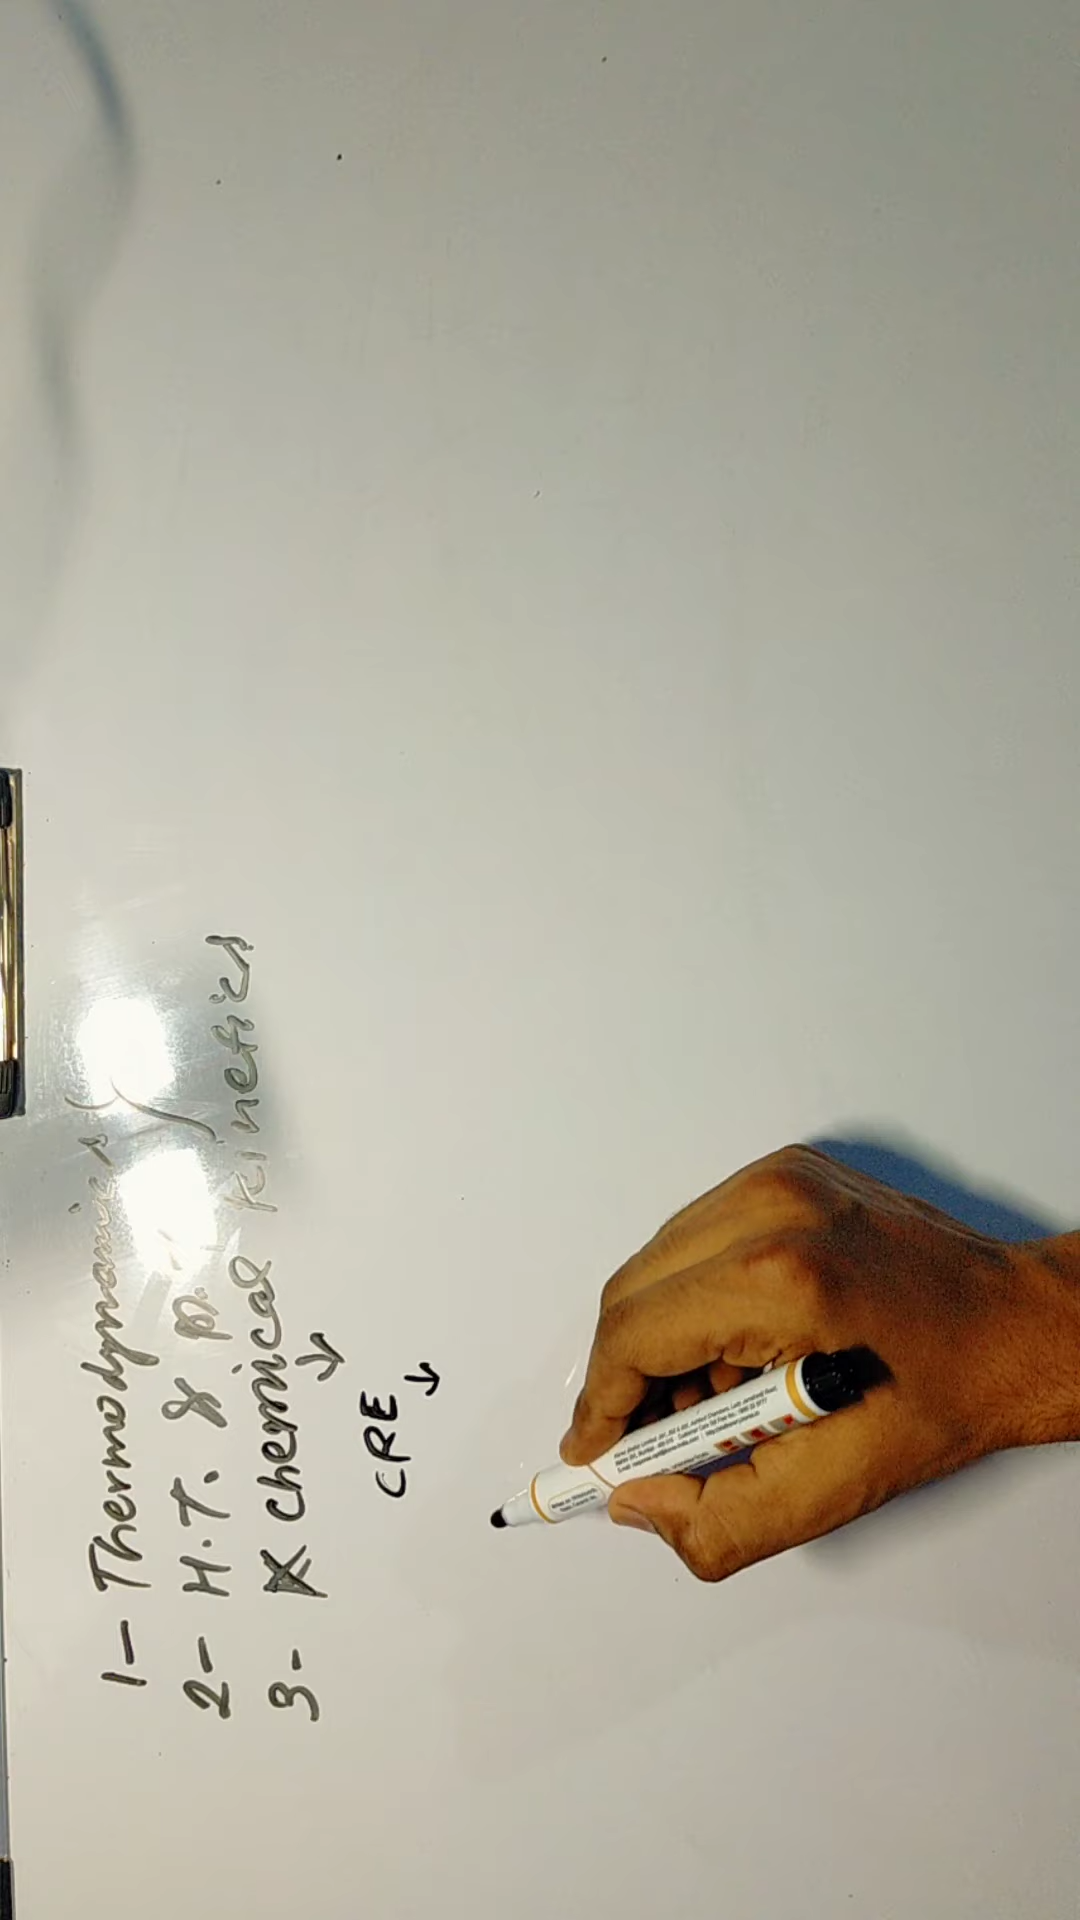 1- Thermodynamics
2- H.T. &
3- chemical kinetics
↓
CRE
↓